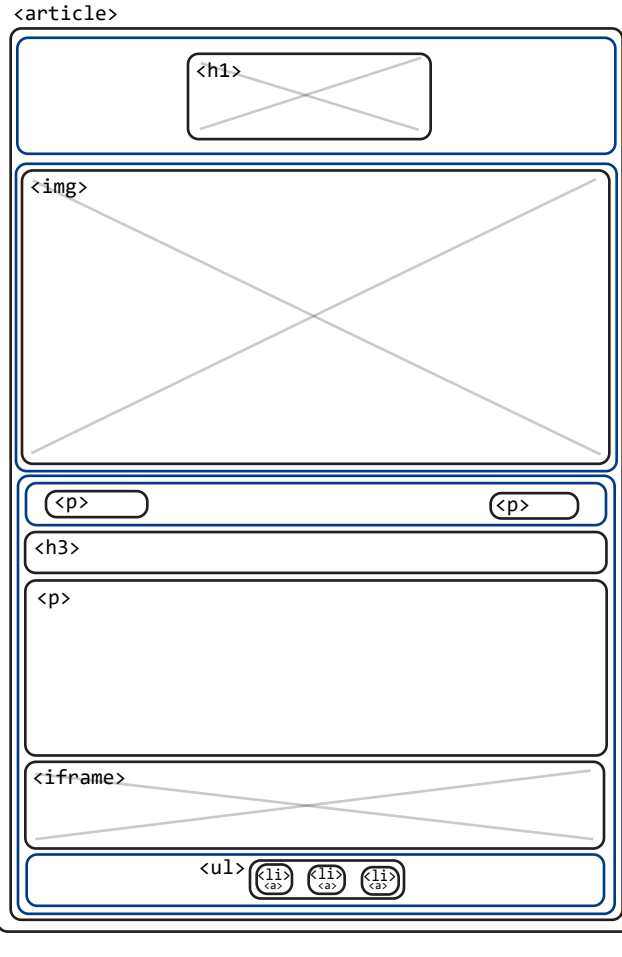 <article>
<h1>
<img>
<p> <p>
<h3>
<p>
<iframe>
<ul> <li> <li> <li>
<a> <a> <a>